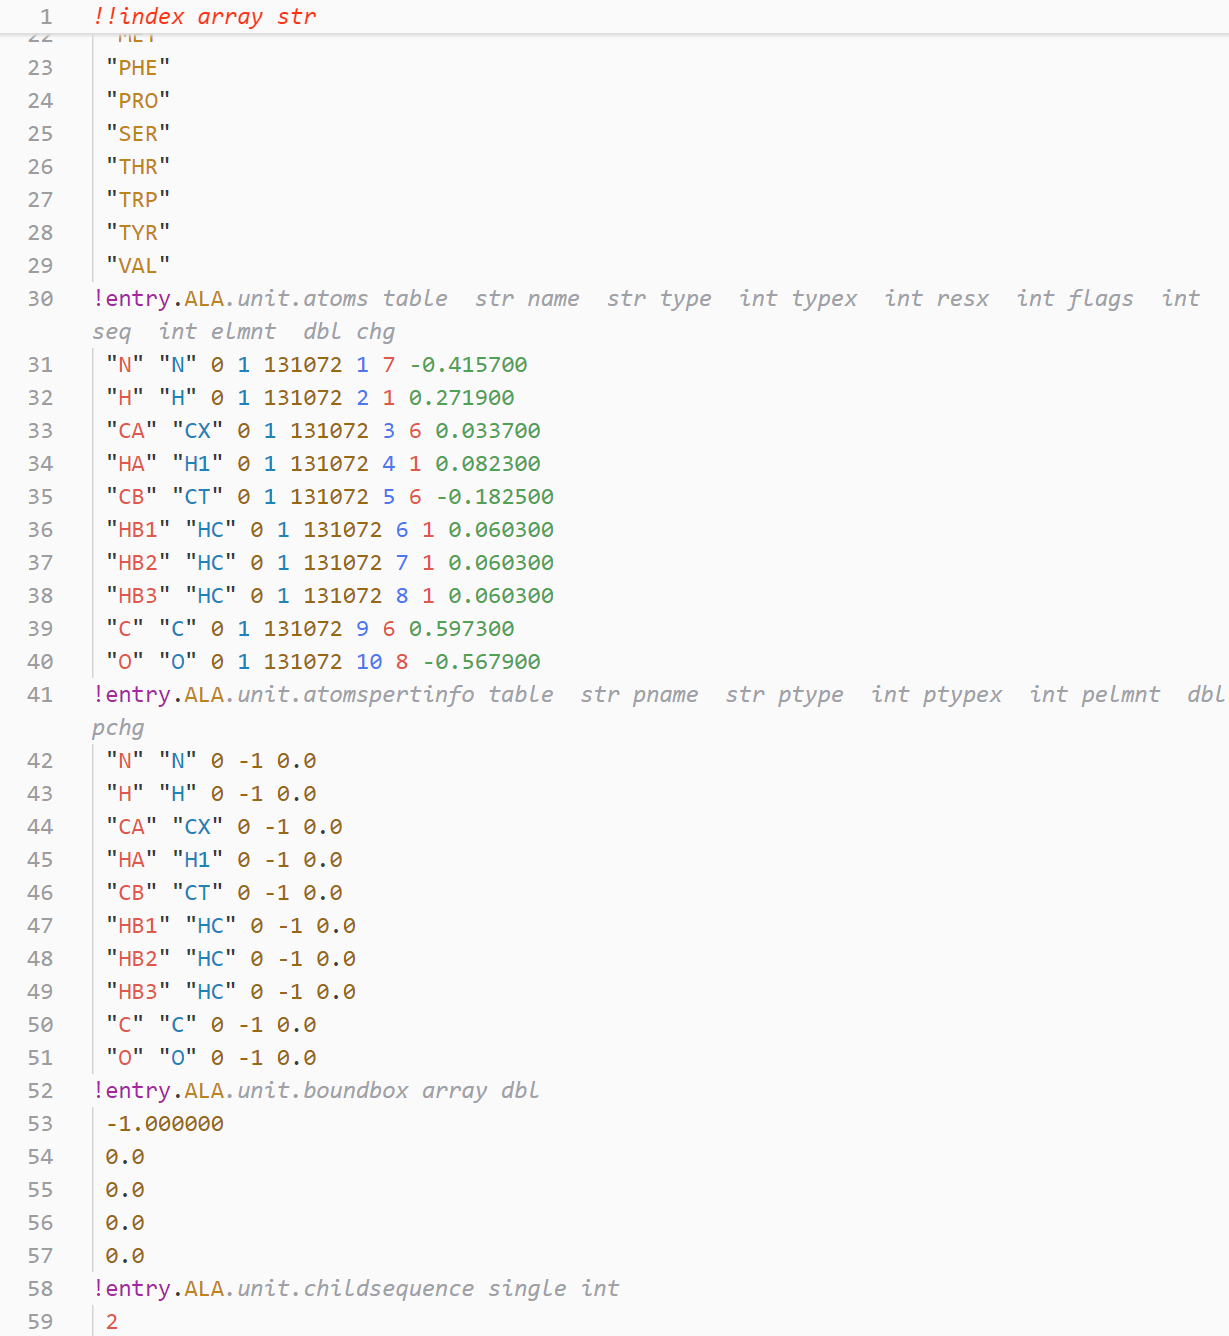 1 !!index array str
23 "PHE"
24 "PRO"
25 "SER"
26 "THR"
27 "TRP"
28 "TYR"
29 "VAL"
30 !entry.ALA.unit.atoms table  str name  str type  int typex  int resx  int flags  int
seq  int elmnt  dbl chg
31 "N" "N" 0 1 131072 1 7 -0.415700
32 "H" "H" 0 1 131072 2 1 0.271900
33 "CA" "CX" 0 1 131072 3 6 0.033700
34 "HA" "H1" 0 1 131072 4 1 0.082300
35 "CB" "CT" 0 1 131072 5 6 -0.182500
36 "HB1" "HC" 0 1 131072 6 1 0.060300
37 "HB2" "HC" 0 1 131072 7 1 0.060300
38 "HB3" "HC" 0 1 131072 8 1 0.060300
39 "C" "C" 0 1 131072 9 6 0.597300
40 "O" "O" 0 1 131072 10 8 -0.567900
41 !entry.ALA.unit.atomspertinfo table  str pname  str ptype  int ptypex  int pelmnt  dbl
pchg
42 "N" "N" 0 -1 0.0
43 "H" "H" 0 -1 0.0
44 "CA" "CX" 0 -1 0.0
45 "HA" "H1" 0 -1 0.0
46 "CB" "CT" 0 -1 0.0
47 "HB1" "HC" 0 -1 0.0
48 "HB2" "HC" 0 -1 0.0
49 "HB3" "HC" 0 -1 0.0
50 "C" "C" 0 -1 0.0
51 "O" "O" 0 -1 0.0
52 !entry.ALA.unit.boundbox array dbl
53 -1.000000
54 0.0
55 0.0
56 0.0
57 0.0
58 !entry.ALA.unit.childsequence single int
59 2